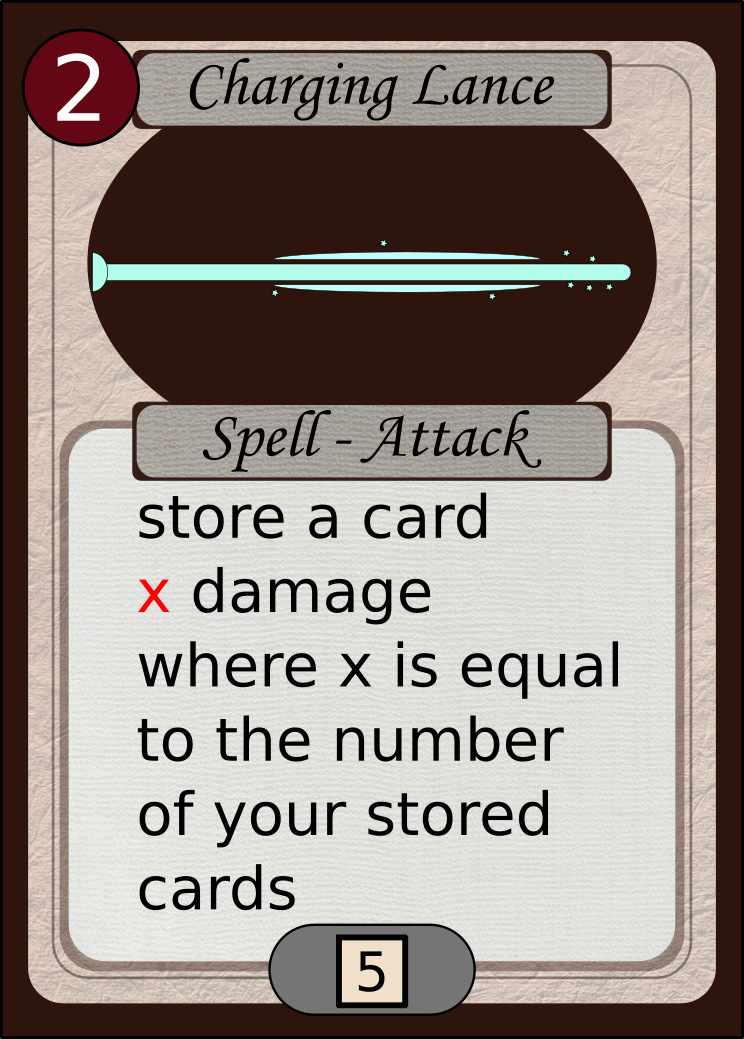 2
Charging Lance
Spell - Attack
store a card
x damage
where x is equal
to the number
of your stored
cards
5